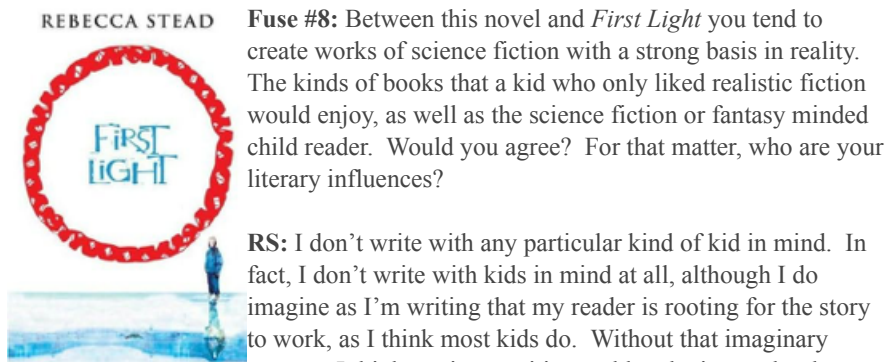 REBECCA STEAD
FIRST
LIGHT
Fuse #8: Between this novel and First Light you tend to
create works of science fiction with a strong basis in reality.
The kinds of books that a kid who only liked realistic fiction
would enjoy, as well as the science fiction or fantasy minded
child reader. Would you agree? For that matter, who are your
literary influences?
RS: I don’t write with any particular kind of kid in mind. In
fact, I don’t write with kids in mind at all, although I do
imagine as I’m writing that my reader is rooting for the story
to work, as I think most kids do. Without that imaginary